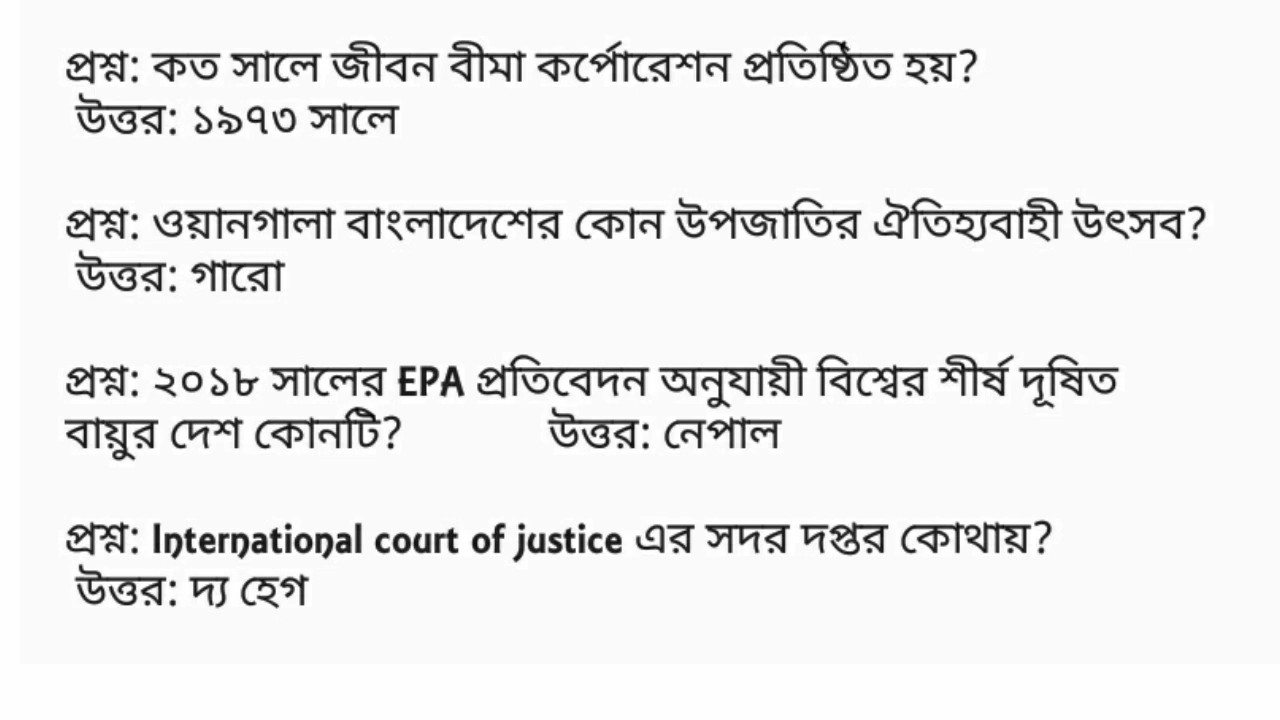 প্রশ্ন: কত সালে জীবন বীমা কর্পোরেশন প্রতিষ্ঠিত হয়?
উত্তর: ১৯৭৩ সালে
প্রশ্ন: ওয়ানগালা বাংলাদেশের কোন উপজাতির ঐতিহ্যবাহী উৎসব?
উত্তর: গারো
প্রশ্ন: ২০১৮ সালের EPA প্রতিবেদন অনুযায়ী বিশ্বের শীর্ষ দূষিত
বায়ুর দেশ কোনটি? উত্তর: নেপাল
প্রশ্ন: International court of justice এর সদর দপ্তর কোথায়?
উত্তর: দ্য হেগ